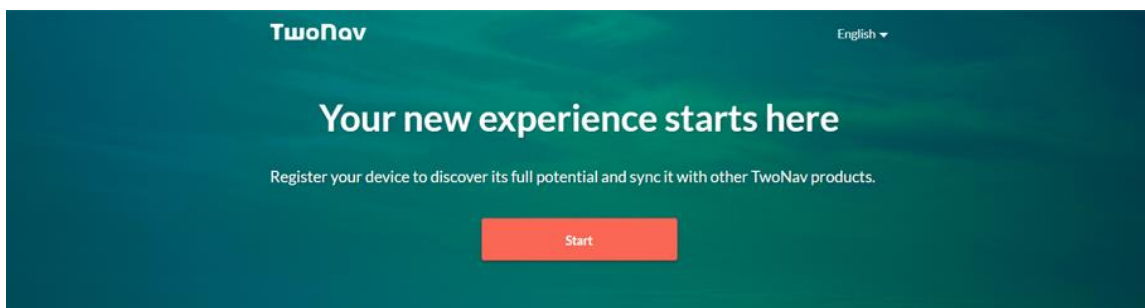 TwoNav
English
Your new experience starts here
Register your device to discover its full potential and sync it with other TwoNav products.
Start